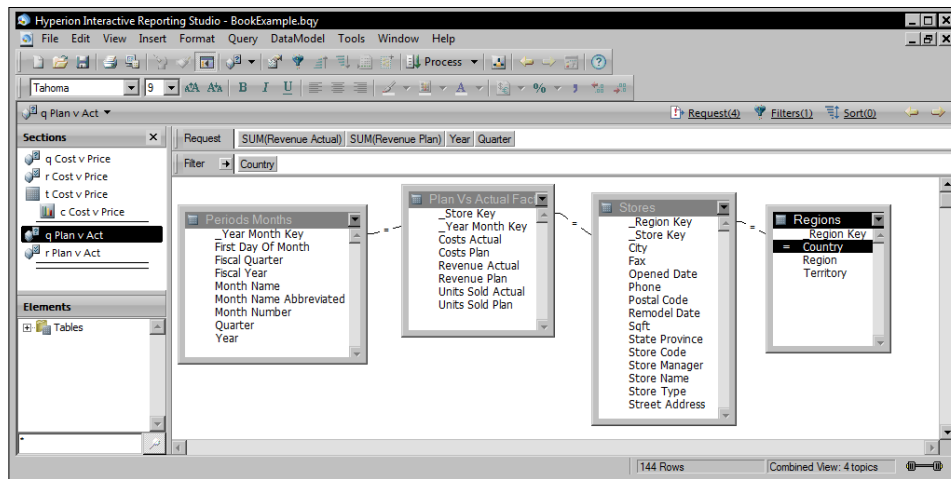 Hyperion Interactive Reporting Studio - BookExample.bqy
File Edit View Insert Format Query DataModel Tools Window Help
Process
Tahoma 9 B I U A % 9
q Plan v Act Request(4) Filters(1) Sort(0)
Sections x
q Cost v Price
r Cost v Price
t Cost v Price
c Cost v Price
q Plan v Act
r Plan v Act
Elements
Tables
*
Request SUM(Revenue Actual) SUM(Revenue Plan) Year Quarter
Filter Country
Periods Months
_Year Month Key
First Day Of Month
Fiscal Quarter
Fiscal Year
Month Name
Month Name Abbreviated
Month Number
Quarter
Year
=
Plan Vs Actual Fact
_Store Key
_Year Month Key
Costs Actual
Costs Plan
Revenue Actual
Revenue Plan
Units Sold Actual
Units Sold Plan
=
Stores
_Region Key
_Store Key
City
Fax
Opened Date
Phone
Postal Code
Remodel Date
Sqft
State Province
Store Code
Store Manager
Store Name
Store Type
Street Address
=
Regions
_Region Key
= Country
Region
Territory
144 Rows Combined View: 4 topics